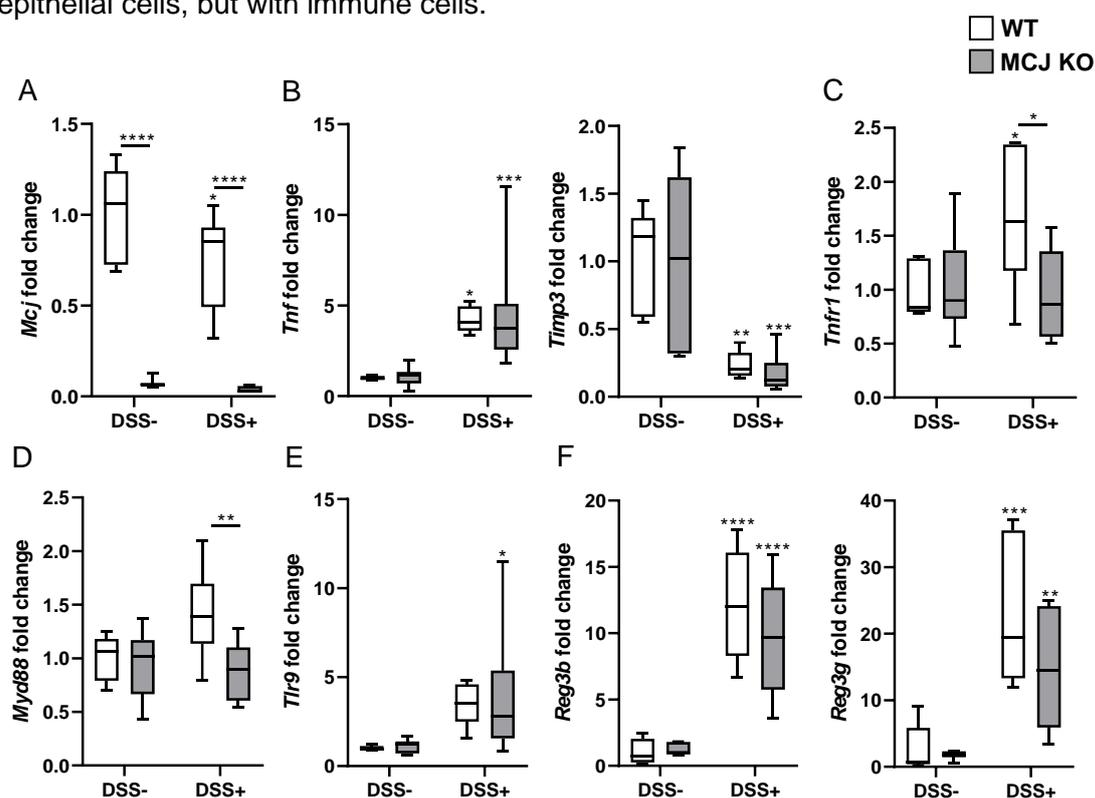 epithelial cells, but with immune cells.
WT
MCJ KO
A
Mcj fold change
1.5
1.0
0.5
0.0
****
*
****
DSS-
DSS+
B
Tnf fold change
15
10
5
0
*
***
DSS-
DSS+
Timp3 fold change
2.0
1.5
1.0
0.5
0.0
**
***
DSS-
DSS+
C
Tnfr1 fold change
2.5
2.0
1.5
1.0
0.5
0.0
*
*
DSS-
DSS+
D
Myd88 fold change
2.5
2.0
1.5
1.0
0.5
0.0
**
DSS-
DSS+
E
Tlr9 fold change
15
10
5
0
*
DSS-
DSS+
F
Reg3b fold change
20
15
10
5
0
****
****
DSS-
DSS+
Reg3g fold change
40
30
20
10
0
***
**
DSS-
DSS+